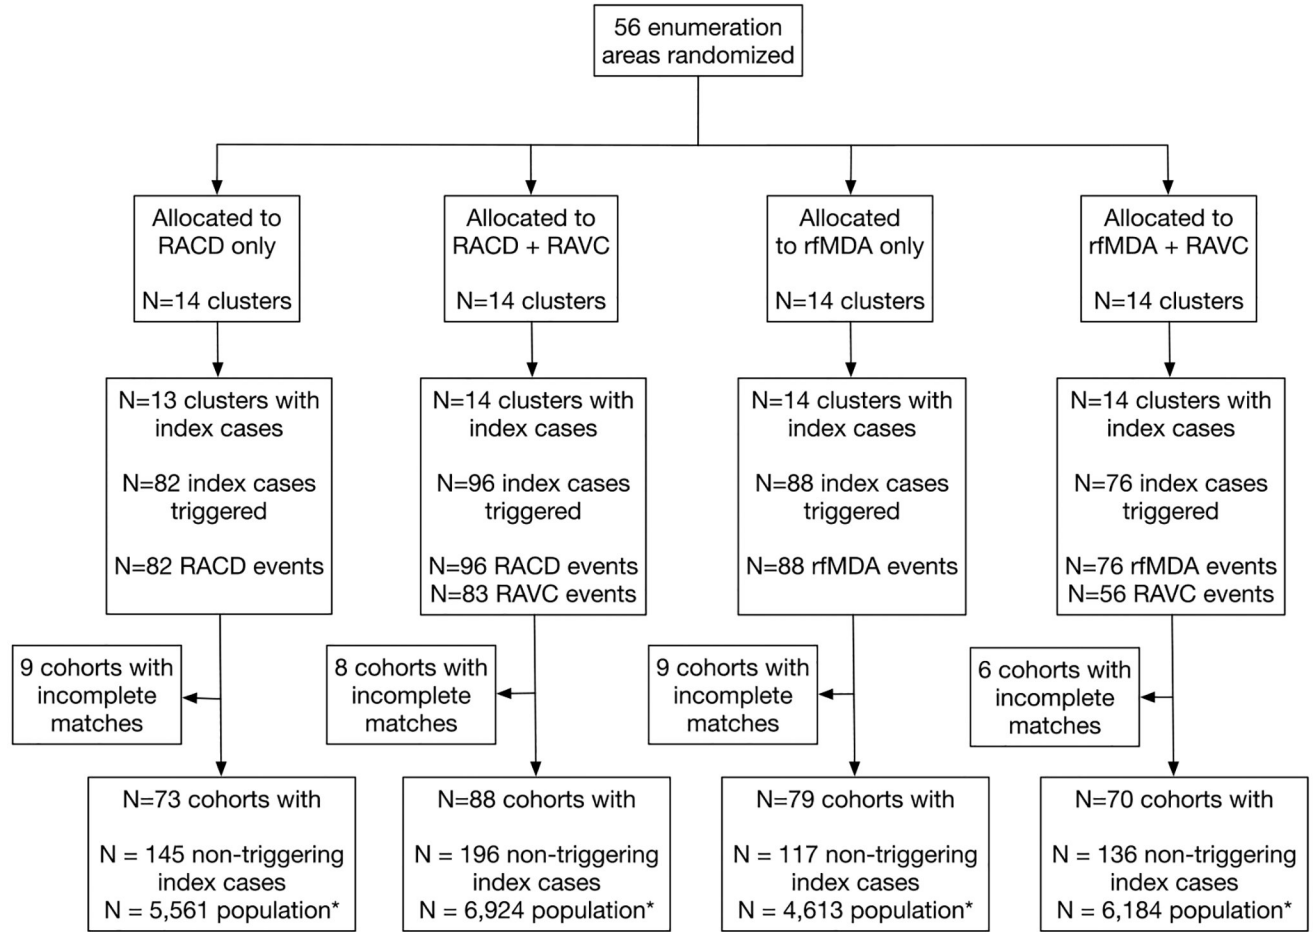 56 enumeration
areas randomized
Allocated to
RACD only
N=14 clusters
Allocated to
RACD + RAVC
N=14 clusters
Allocated
to rfMDA only
N=14 clusters
Allocated to
rfMDA + RAVC
N=14 clusters
N=13 clusters with
index cases
N=82 index cases
triggered
N=82 RACD events
N=14 clusters with
index cases
N=96 index cases
triggered
N=96 RACD events
N=83 RAVC events
N=14 clusters with
index cases
N=88 index cases
triggered
N=88 rfMDA events
N=14 clusters with
index cases
N=76 index cases
triggered
N=76 rfMDA events
N=56 RAVC events
9 cohorts with
incomplete
matches
8 cohorts with
incomplete
matches
9 cohorts with
incomplete
matches
6 cohorts with
incomplete
matches
N=73 cohorts with
N = 145 non-triggering
index cases
N = 5,561 population*
N=88 cohorts with
N = 196 non-triggering
index cases
N = 6,924 population*
N=79 cohorts with
N = 117 non-triggering
index cases
N = 4,613 population*
N=70 cohorts with
N = 136 non-triggering
index cases
N = 6,184 population*